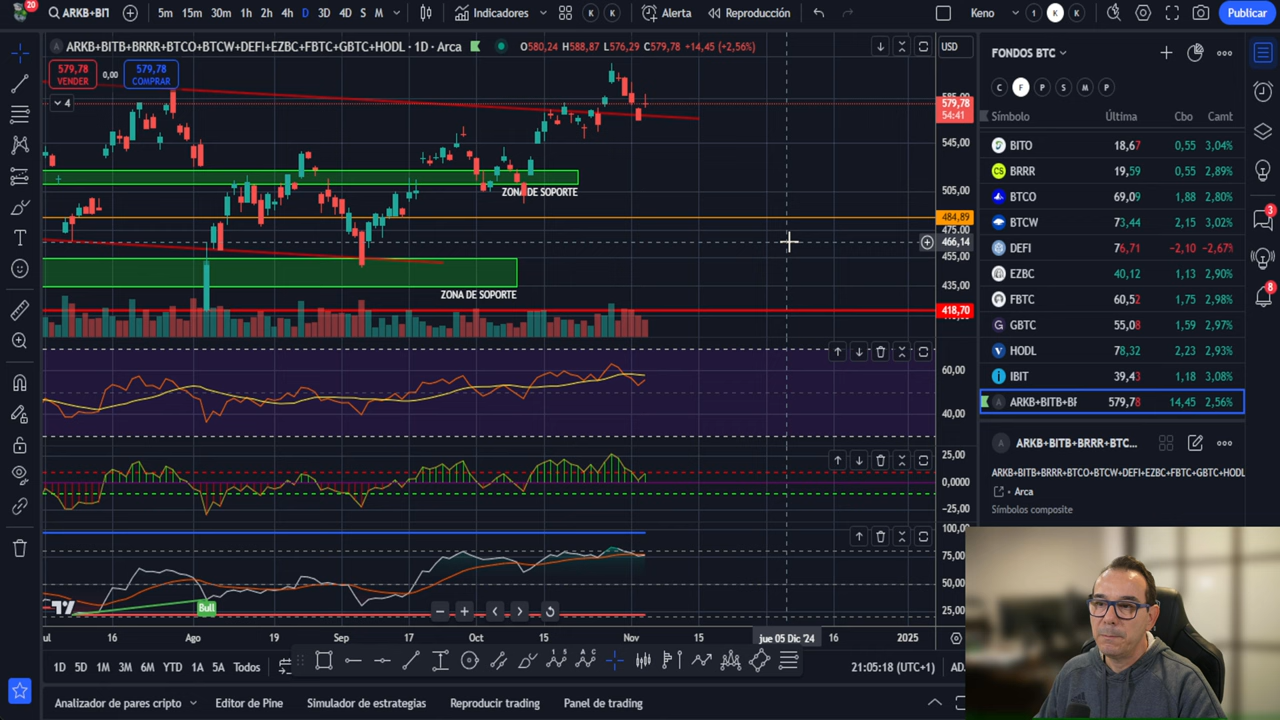 20
ARKB+BIT
5m 15m 30m 1h 2h 4h D 3D 4D S M
Indicadores
K K
Alerta
Reproducción
Keno
1 K K
Publicar
ARKB+BITB+BRRR+BTCO+BTCW+DEFI+EZBC+FBTC+GBTC+HODL · 1D · Arca
O580,24 H588,87 L576,29 C579,78 +14,45 (+2,56%)
USD
579,78
VENDER
0,00
579,78
COMPRAR
4
585,00
579,78
54:41
545,00
505,00
484,89
475,00
466,14
455,00
435,00
418,70
ZONA DE SOPORTE
ZONA DE SOPORTE
60,00
40,00
25,00
0,0000
−25,00
100,00
75,00
50,00
25,00
Bull
16 Ago 19 Sep 17 Oct 15 Nov 15 jue 05 Dic '24 16 2025
1D 5D 1M 3M 6M YTD 1A 5A Todos
21:05:18 (UTC+1)
Analizador de pares cripto
Editor de Pine
Simulador de estrategias
Reproducir trading
Panel de trading
FONDOS BTC
C F P S M P
Símbolo Última Cbo Camt
BITO 18,67 0,55 3,04%
BRRR 19,59 0,55 2,89%
BTCO 69,09 1,88 2,80%
BTCW 73,44 2,15 3,02%
DEFI 76,71 −2,10 −2,67%
EZBC 40,12 1,13 2,90%
FBTC 60,52 1,75 2,98%
GBTC 55,08 1,59 2,97%
HODL 78,32 2,23 2,93%
IBIT 39,43 1,18 3,08%
ARKB+BITB+BF 579,78 14,45 2,56%
ARKB+BITB+BRRR+BTC...
ARKB+BITB+BRRR+BTCO+BTCW+DEFI+EZBC+FBTC+GBTC+HODL
Arca
Símbolos composite
3
8